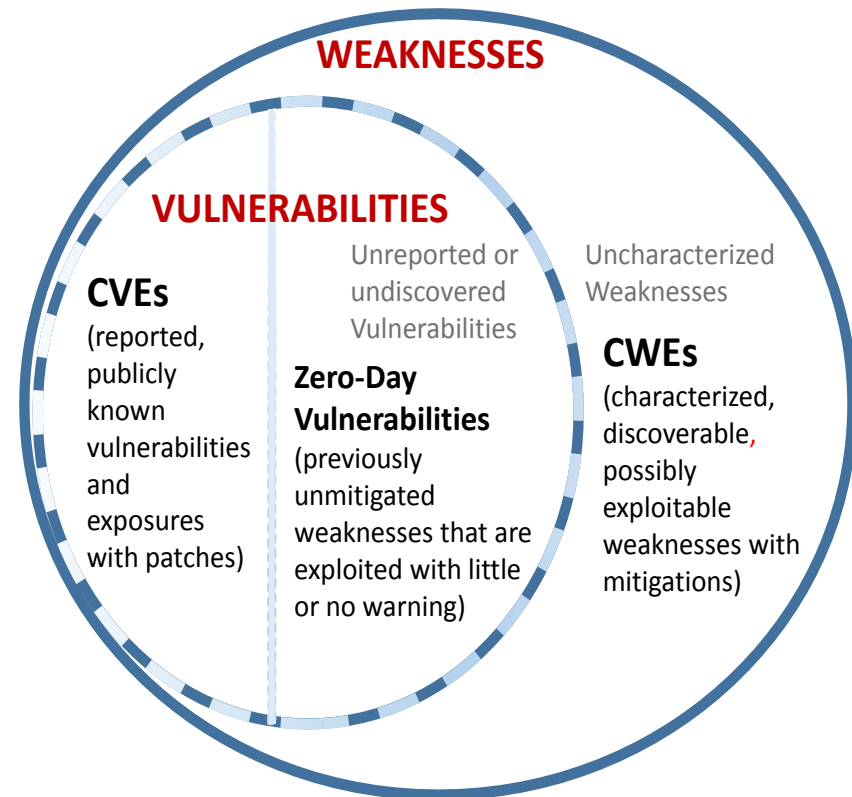 WEAKNESSES
VULNERABILITIES
CVEs
(reported,
publicly
known
vulnerabilities
and
exposures
with patches)
Unreported or
undiscovered
Vulnerabilities
Zero-Day
Vulnerabilities
(previously
unmitigated
weaknesses that are
exploited with little
or no warning)
Uncharacterized
Weaknesses
CWEs
(characterized,
discoverable,
possibly
exploitable
weaknesses with
mitigations)